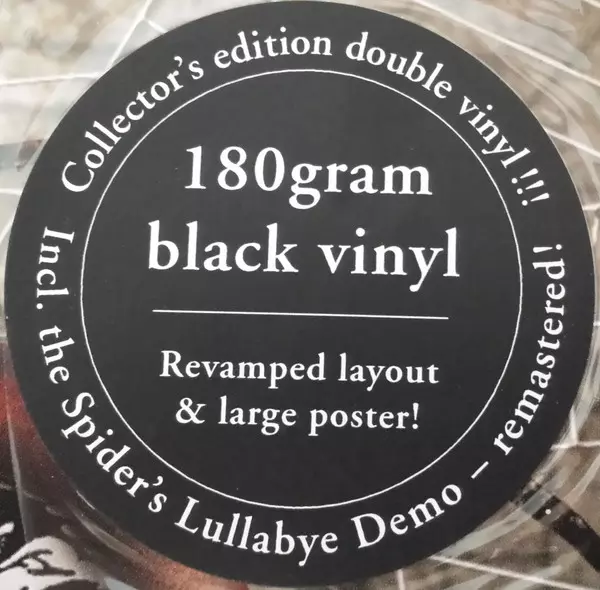 Collector's edition double vinyl!!!
180gram
black vinyl
Revamped layout
& large poster!
Incl. the Spider's Lullabye Demo – remastered!